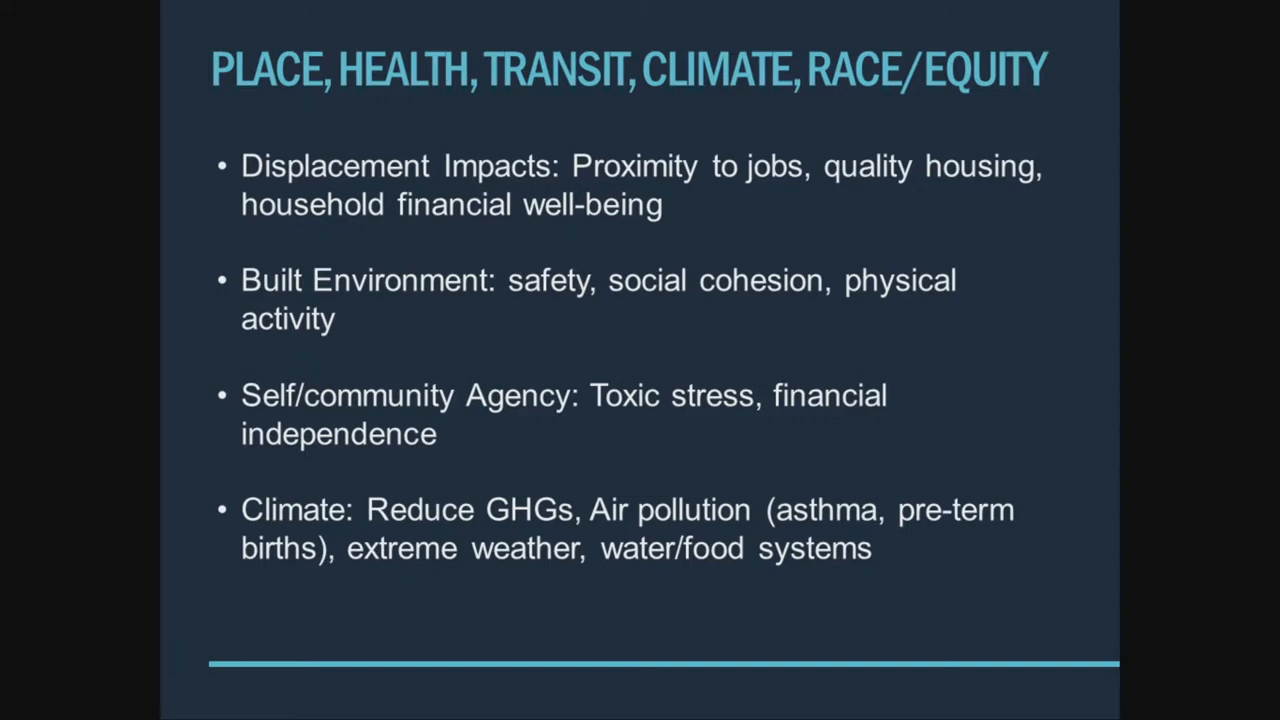 PLACE, HEALTH, TRANSIT, CLIMATE, RACE/EQUITY
• Displacement Impacts: Proximity to jobs, quality housing,
household financial well-being
• Built Environment: safety, social cohesion, physical
activity
• Self/community Agency: Toxic stress, financial
independence
• Climate: Reduce GHGs, Air pollution (asthma, pre-term
births), extreme weather, water/food systems